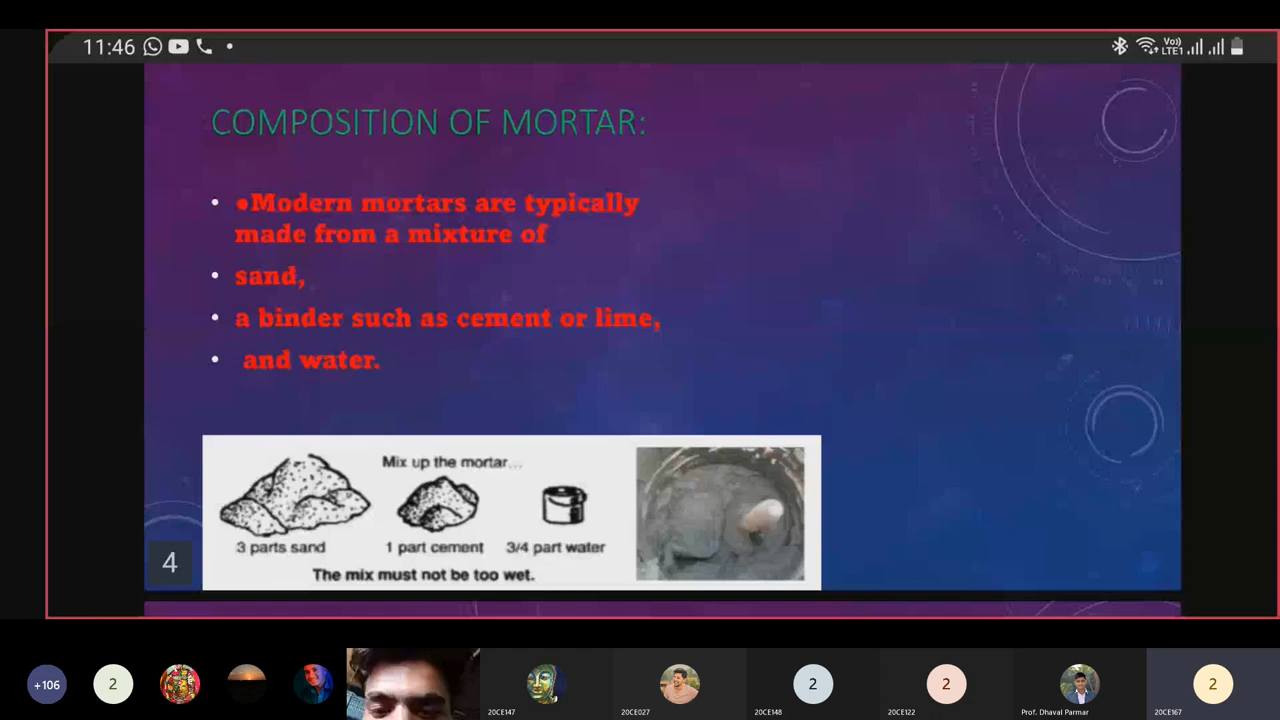 11:46
Vo)
LTE1
COMPOSITION OF MORTAR:
• •Modern mortars are typically
made from a mixture of
• sand,
• a binder such as cement or lime,
• and water.
Mix up the mortar...
3 parts sand 1 part cement 3/4 part water
The mix must not be too wet.
4
+106 2 2 2 2
20CE147 20CE027 20CE148 20CE122 Prof. Dhaval Parmar 20CE167